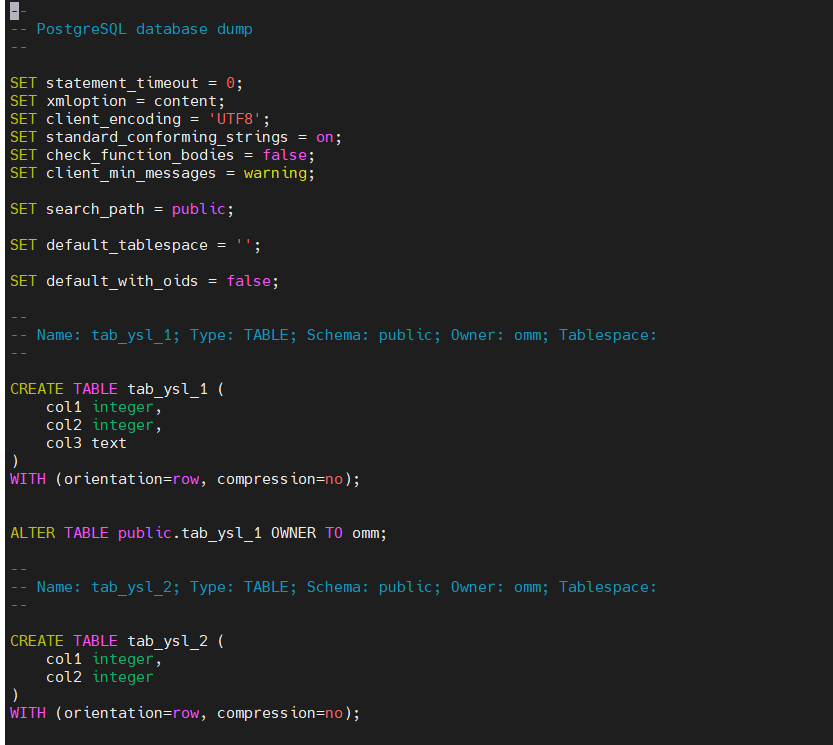 --
-- PostgreSQL database dump
--

SET statement_timeout = 0;
SET xmloption = content;
SET client_encoding = 'UTF8';
SET standard_conforming_strings = on;
SET check_function_bodies = false;
SET client_min_messages = warning;

SET search_path = public;

SET default_tablespace = '';

SET default_with_oids = false;

--
-- Name: tab_ysl_1; Type: TABLE; Schema: public; Owner: omm; Tablespace:
--

CREATE TABLE tab_ysl_1 (
    col1 integer,
    col2 integer,
    col3 text
)
WITH (orientation=row, compression=no);


ALTER TABLE public.tab_ysl_1 OWNER TO omm;

--
-- Name: tab_ysl_2; Type: TABLE; Schema: public; Owner: omm; Tablespace:
--

CREATE TABLE tab_ysl_2 (
    col1 integer,
    col2 integer
)
WITH (orientation=row, compression=no);